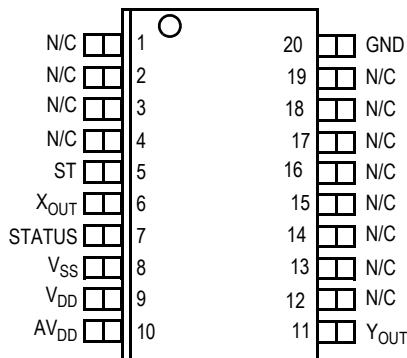 N/C 1 20 GND
N/C 2 19 N/C
N/C 3 18 N/C
N/C 4 17 N/C
ST 5 16 N/C
XOUT 6 15 N/C
STATUS 7 14 N/C
VSS 8 13 N/C
VDD 9 12 N/C
AVDD 10 11 YOUT